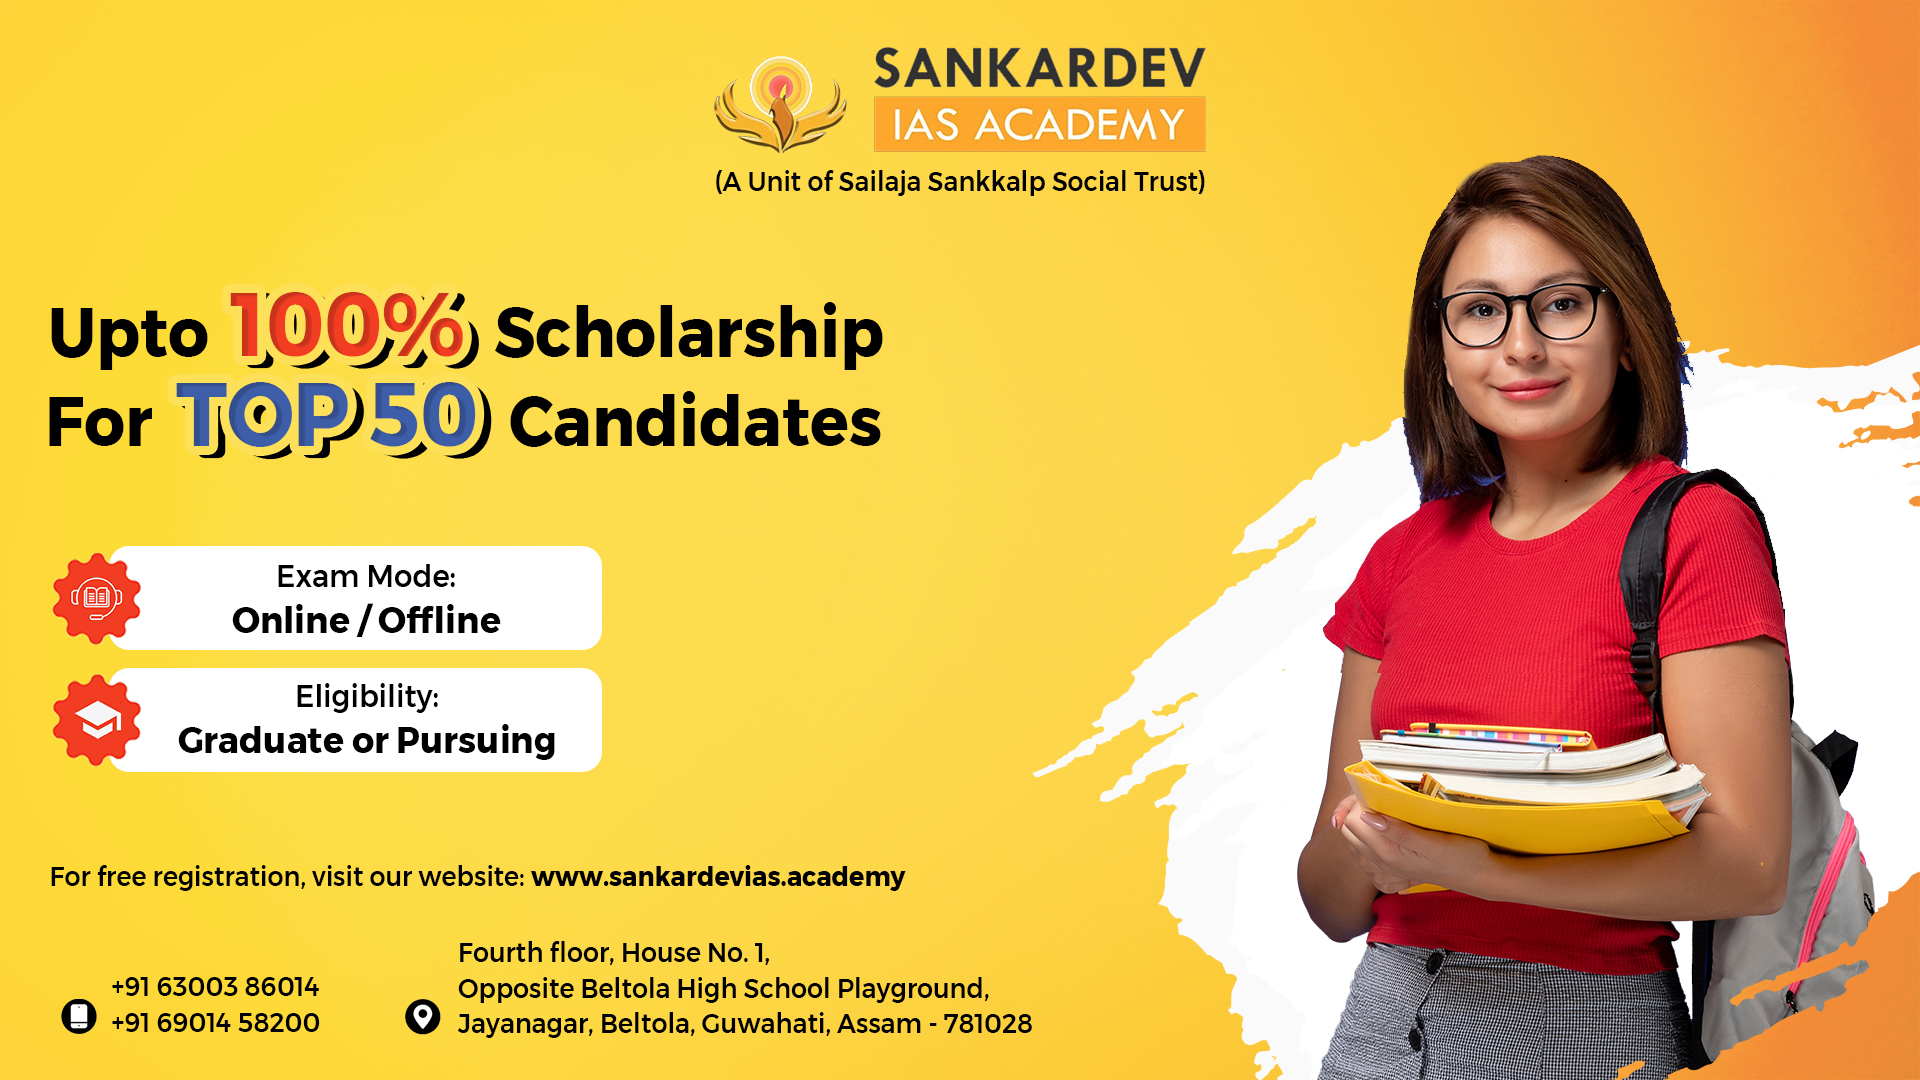 SANKARDEV
IAS ACADEMY
(A Unit of Sailaja Sankkalp Social Trust)
Upto 100% Scholarship
For TOP 50 Candidates
Exam Mode:
Online / Offline
Eligibility:
Graduate or Pursuing
For free registration, visit our website: www.sankardevias.academy
+91 63003 86014
+91 69014 58200
Fourth floor, House No. 1,
Opposite Beltola High School Playground,
Jayanagar, Beltola, Guwahati, Assam - 781028